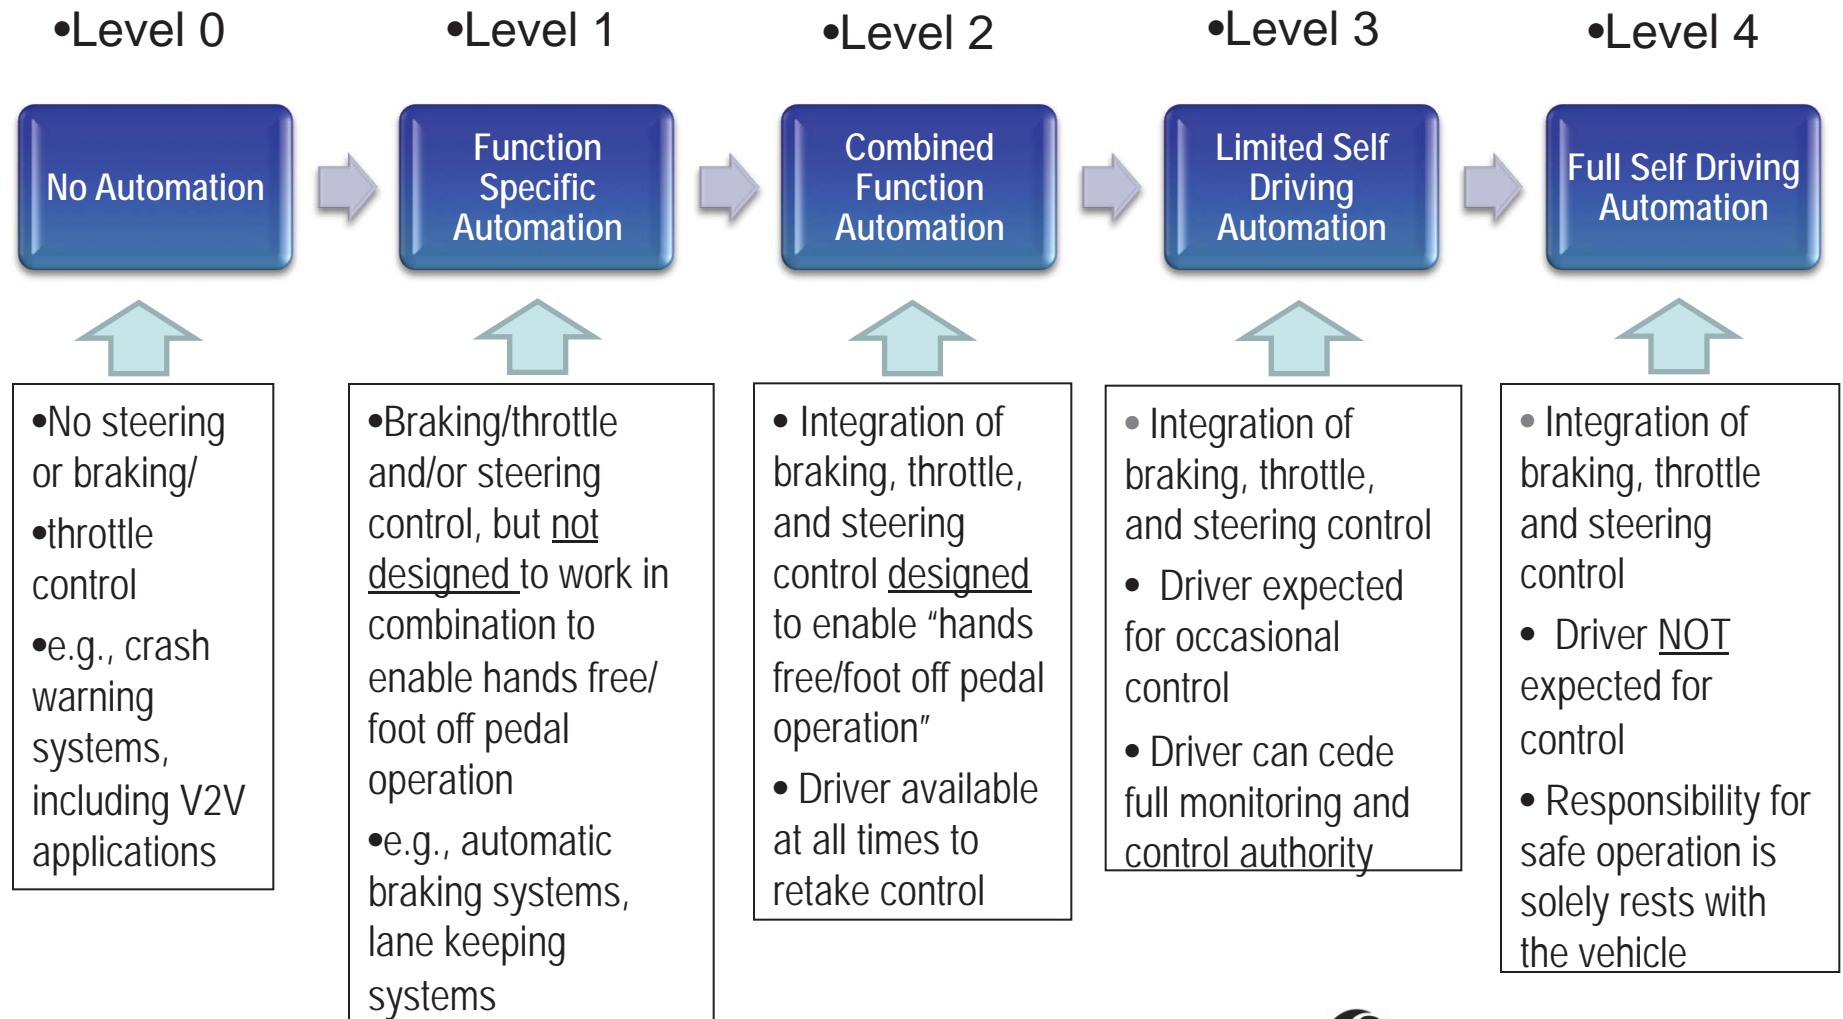 •Level 0
•Level 1
•Level 2
•Level 3
•Level 4
No Automation
Function
Specific
Automation
Combined
Function
Automation
Limited Self
Driving
Automation
Full Self Driving
Automation
•No steering
or braking/
•throttle
control
•e.g., crash
warning
systems,
including V2V
applications
•Braking/throttle
and/or steering
control, but not
designed to work in
combination to
enable hands free/
foot off pedal
operation
•e.g., automatic
braking systems,
lane keeping
systems
• Integration of
braking, throttle,
and steering
control designed
to enable “hands
free/foot off pedal
operation”
• Driver available
at all times to
retake control
• Integration of
braking, throttle,
and steering control
• Driver expected
for occasional
control
• Driver can cede
full monitoring and
control authority
• Integration of
braking, throttle
and steering
control
• Driver NOT
expected for
control
• Responsibility for
safe operation is
solely rests with
the vehicle